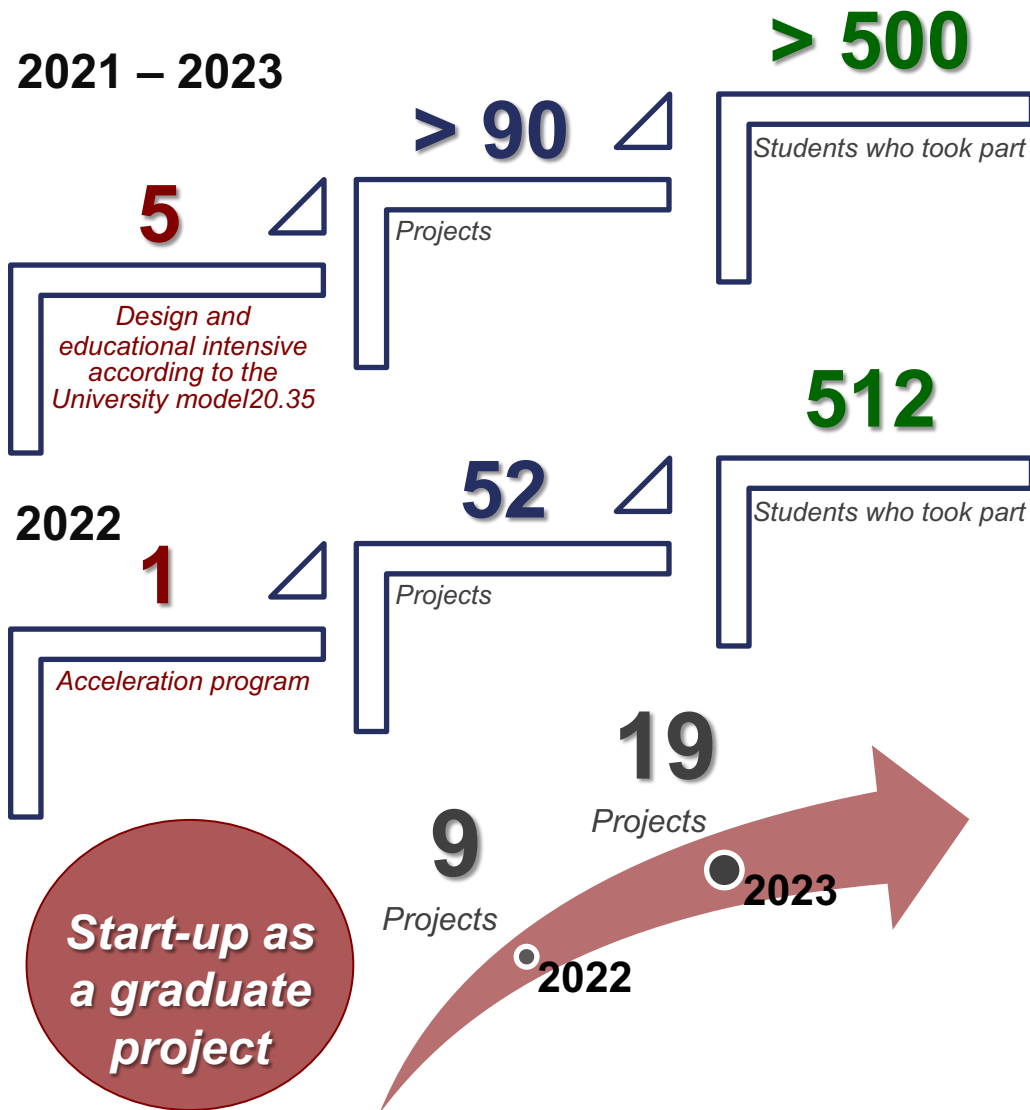 2021 – 2023
5
Design and
educational intensive
according to the
University model20.35
> 90
Projects
> 500
Students who took part
2022
1
Acceleration program
52
Projects
512
Students who took part
Start-up as
a graduate
project
9
Projects
2022
19
Projects
2023